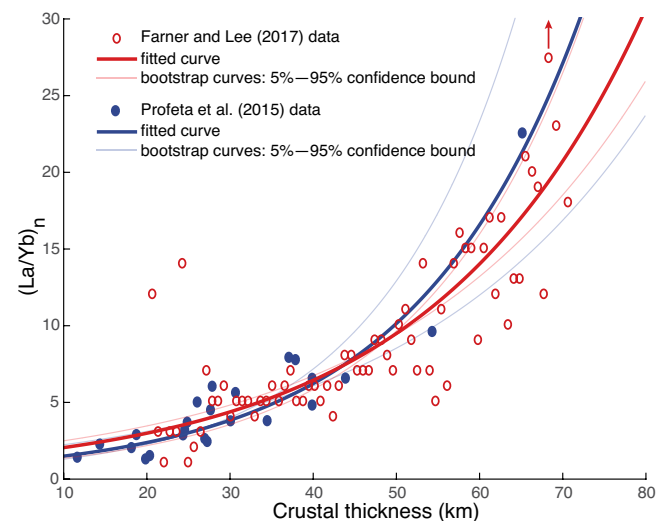 30
Farner and Lee (2017) data
fitted curve
bootstrap curves: 5%—95% confidence bound
25
Profeta et al. (2015) data
fitted curve
bootstrap curves: 5%—95% confidence bound
20
15
(La/Yb)n
10
5
0
10 20 30 40 50 60 70 80
Crustal thickness (km)